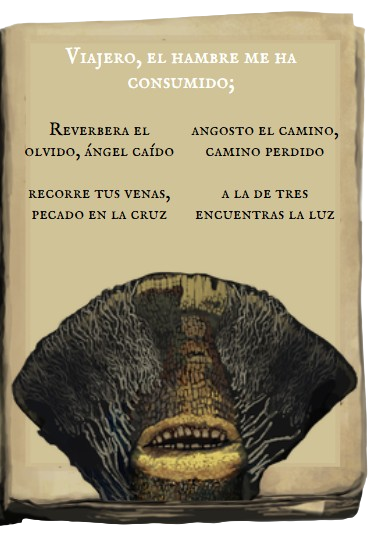 Viajero, el hambre me ha
consumido;
Reverbera el
olvido, ángel caído
recorre tus venas,
pecado en la cruz
angosto el camino,
camino perdido
a la de tres
encuentras la luz